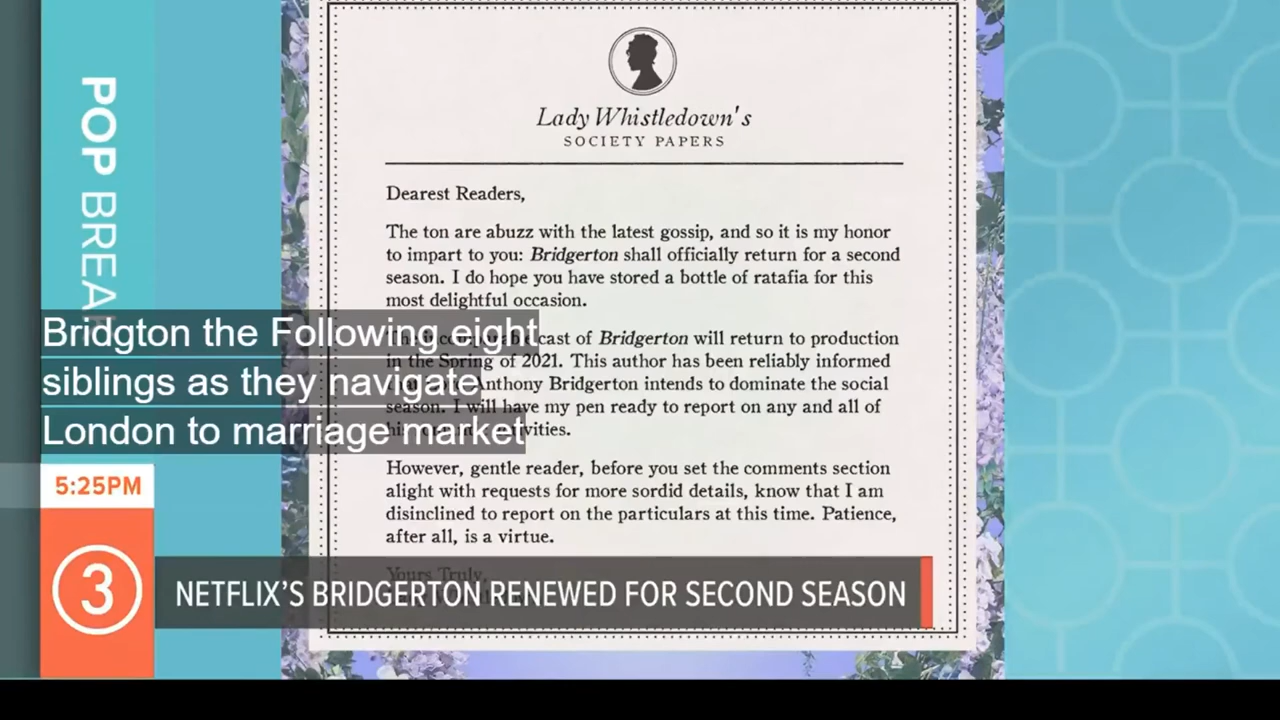 POP BREAK
Lady Whistledown's
SOCIETY PAPERS
Dearest Readers,
The ton are abuzz with the latest gossip, and so it is my honor
to impart to you: Bridgerton shall officially return for a second
season. I do hope you have stored a bottle of ratafia for this
most delightful occasion.
cast of Bridgerton will return to production
in the Spring of 2021. This author has been reliably informed
Anthony Bridgerton intends to dominate the social
season. I will have my pen ready to report on any and all of
However, gentle reader, before you set the comments section
alight with requests for more sordid details, know that I am
disinclined to report on the particulars at this time. Patience,
after all, is a virtue.
Yours Truly,
Bridgton the Following eight
siblings as they navigate
London to marriage market
5:25PM
3
NETFLIX'S BRIDGERTON RENEWED FOR SECOND SEASON